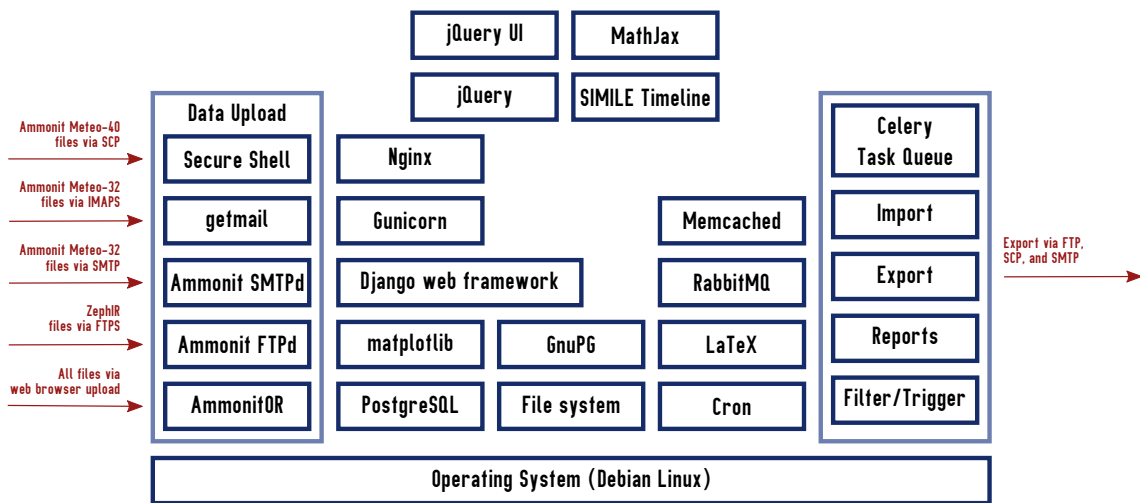 jQuery UI
MathJax
jQuery
SIMILE Timeline
Ammonit Meteo-40
files via SCP
Ammonit Meteo-32
files via IMAPS
Ammonit Meteo-32
files via SMTP
ZephIR
files via FTPS
All files via
web browser upload
Data Upload
Secure Shell
getmail
Ammonit SMTPd
Ammonit FTPd
AmmonitOR
Nginx
Gunicorn
Memcached
Django web framework
RabbitMQ
matplotlib
GnuPG
LaTeX
PostgreSQL
File system
Cron
Celery
Task Queue
Import
Export
Reports
Filter/Trigger
Export via FTP,
SCP, and SMTP
Operating System (Debian Linux)